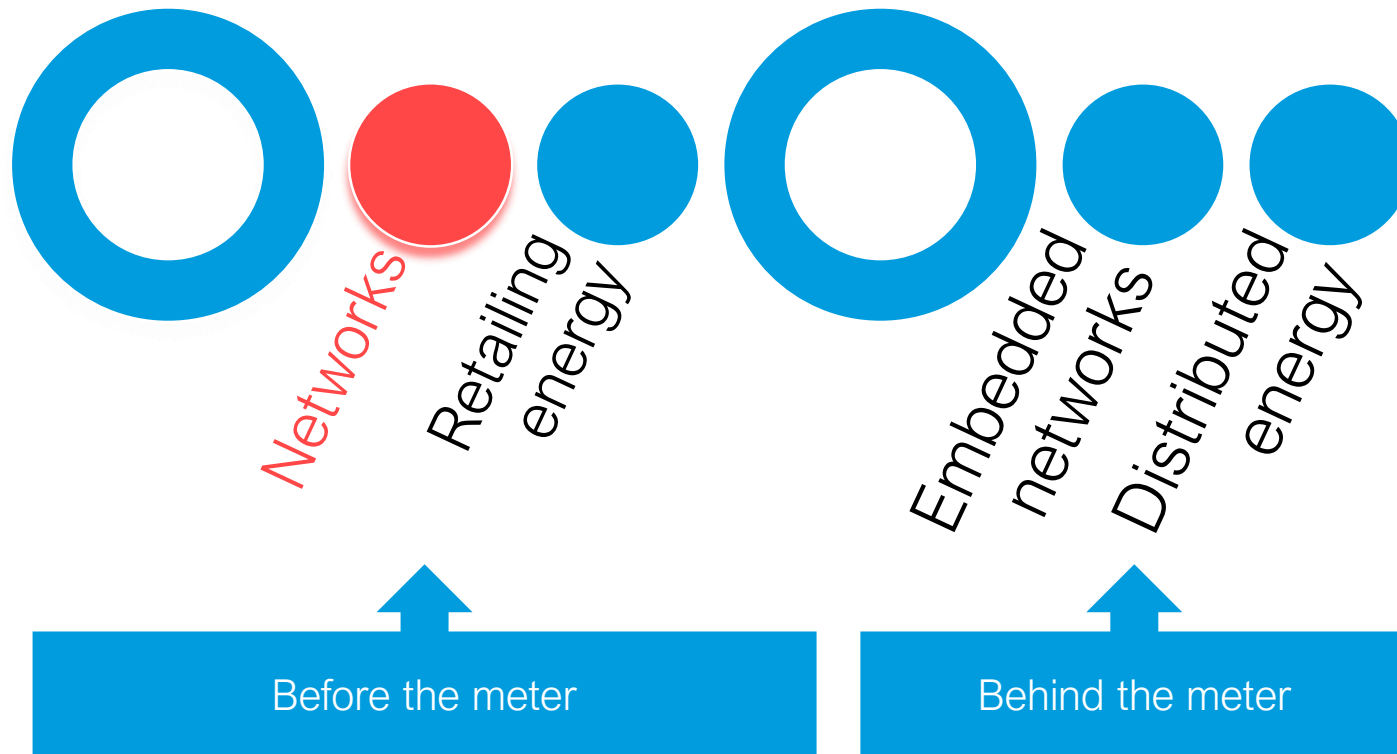 Networks
Retailing
energy
Embedded
networks
Distributed
energy
Before the meter
Behind the meter